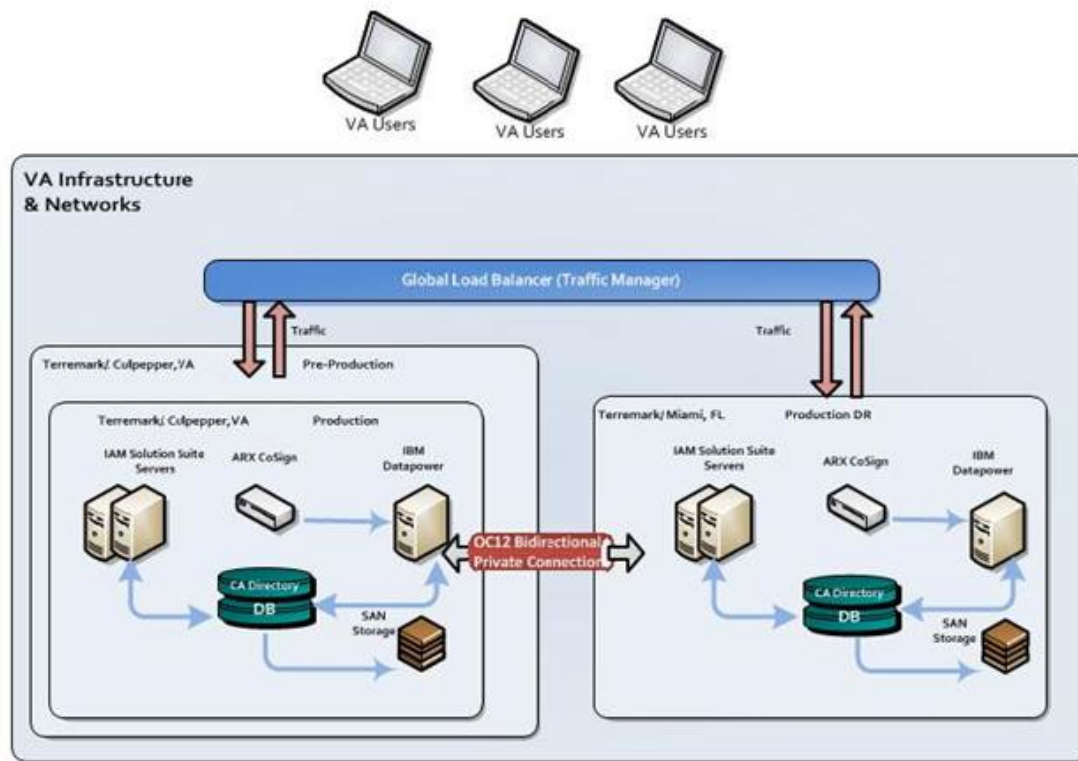 VA Users
VA Users
VA Users
VA Infrastructure
& Networks
Global Load Balancer (Traffic Manager)
Traffic
Traffic
Terremark/ Culpepper,VA
Pre-Production
Terremark/ Culpepper,VA
Production
IAM Solution Suite
Servers
ARX CoSign
IBM
Datapower
CA Directory
DB
SAN
Storage
OC12 Bidirectional
Private Connection
Terremark/ Miami, FL
Production DR
IAM Solution Suite
Servers
ARX CoSign
IBM
Datapower
CA Directory
DB
SAN
Storage